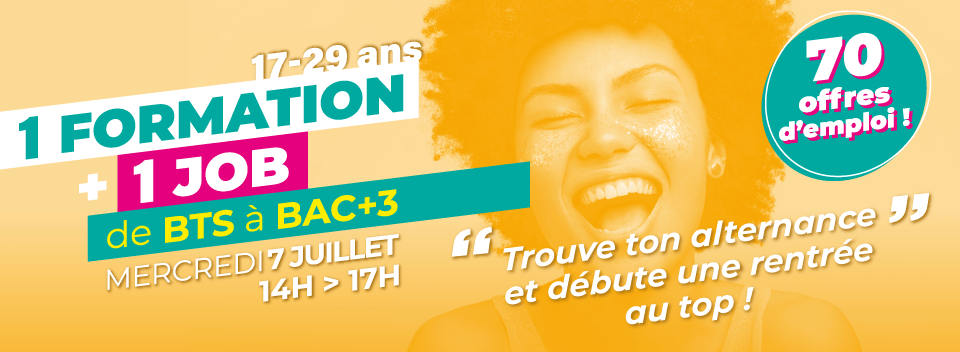 17-29 ans
1 FORMATION
+ 1 JOB
de BTS à BAC+3
MERCREDI 7 JUILLET
14H > 17H
70
offres
d'emploi !
“ Trouve ton alternance ”
et débute une rentrée
au top !